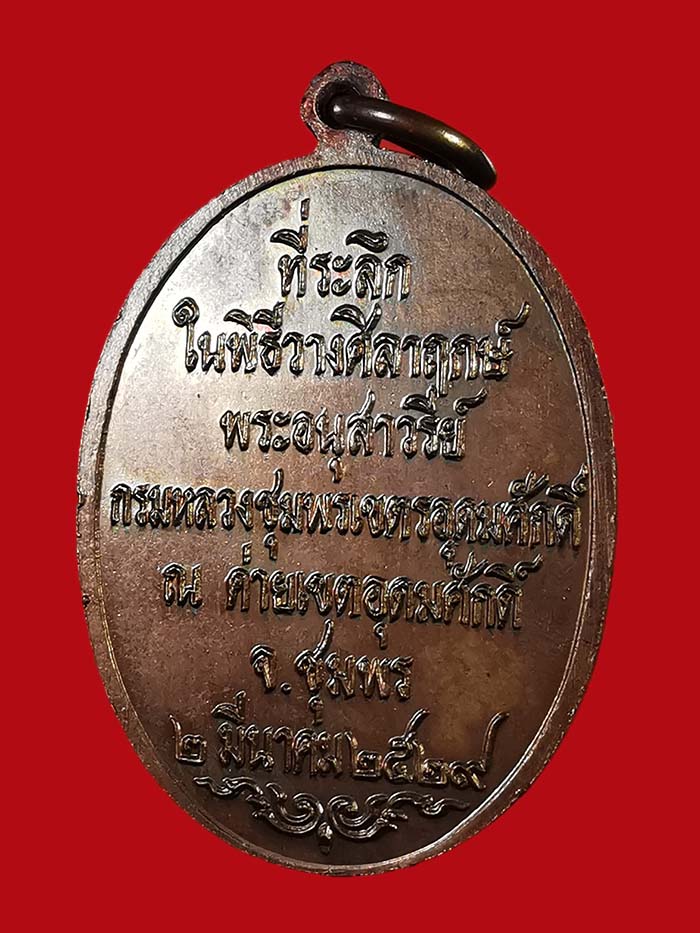 ที่ระลึก
ในพิธีวางศีลาฤกษ์
พระอนุสาวรีย์
กรมหลวงชุมพรเขตรอุดมศักดิ์
ณ ค่ายเขตอุดมศักดิ์
จ.ชุมพร
๒ มีนาคม ๒๕๒๙